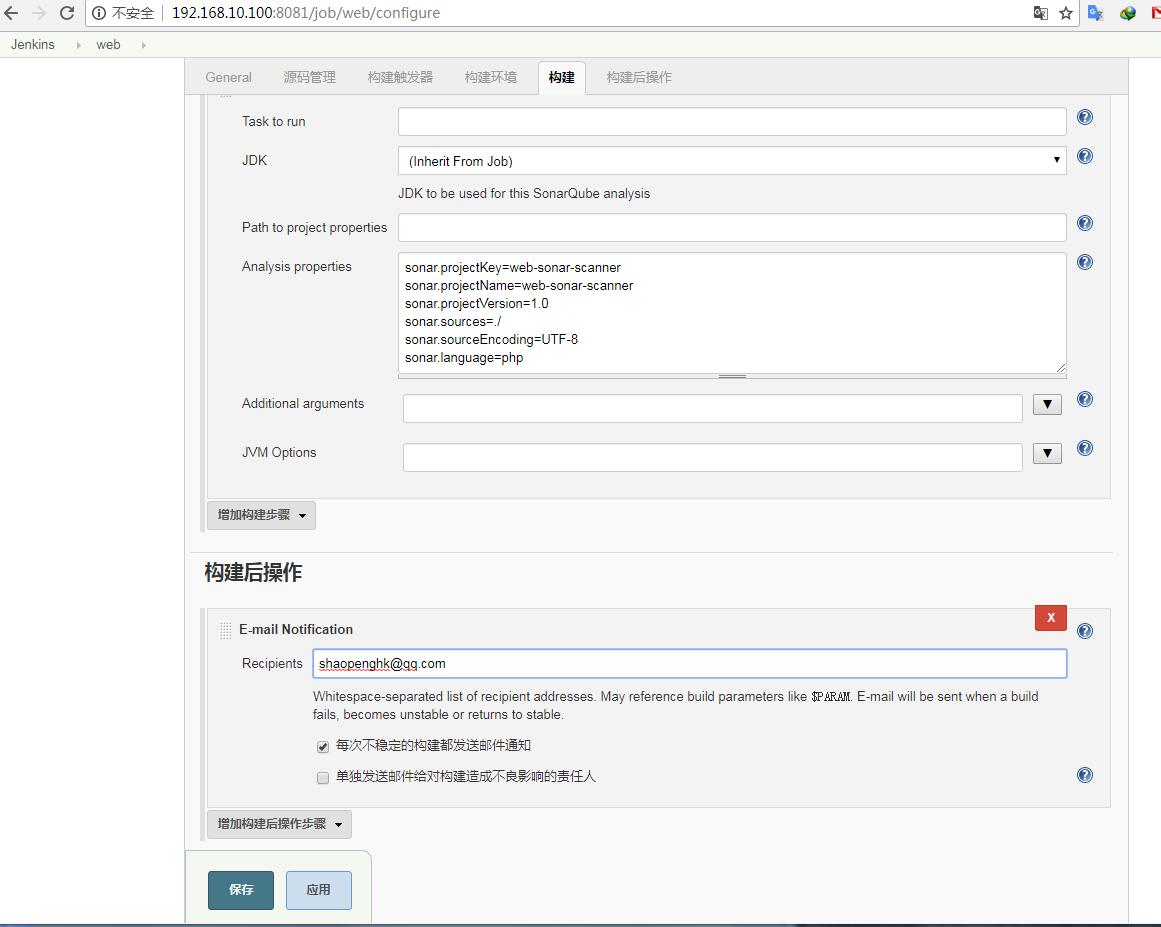 不安全 192.168.10.100:8081/job/web/configure
Jenkins web
General 源码管理 构建触发器 构建环境 构建 构建后操作
Task to run
JDK (Inherit From Job)
JDK to be used for this SonarQube analysis
Path to project properties
Analysis properties
sonar.projectKey=web-sonar-scanner
sonar.projectName=web-sonar-scanner
sonar.projectVersion=1.0
sonar.sources=./
sonar.sourceEncoding=UTF-8
sonar.language=php
Additional arguments
JVM Options
增加构建步骤
构建后操作
X
E-mail Notification
Recipients shaopenghk@qq.com
Whitespace-separated list of recipient addresses. May reference build parameters like $PARAM. E-mail will be sent when a build
fails, becomes unstable or returns to stable.
每次不稳定的构建都发送邮件通知
单独发送邮件给对构建造成不良影响的责任人
增加构建后操作步骤
保存 应用